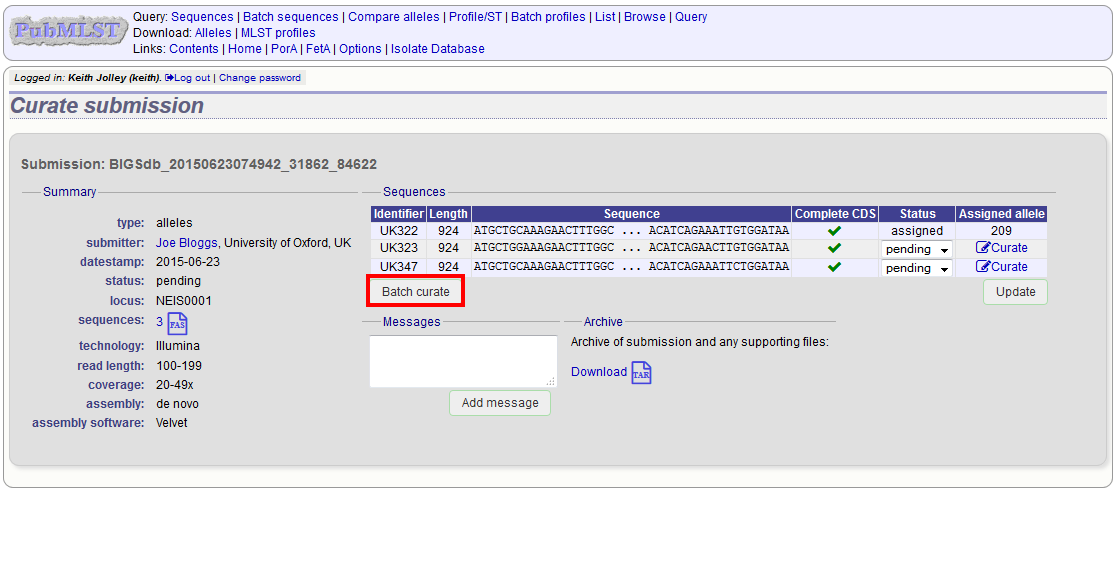 PubMLST
Query: Sequences | Batch sequences | Compare alleles | Profile/ST | Batch profiles | List | Browse | Query
Download: Alleles | MLST profiles
Links: Contents | Home | PorA | FetA | Options | Isolate Database
Logged in: Keith Jolley (keith). Log out | Change password
Curate submission
Submission: BIGSdb_20150623074942_31862_84622
Summary
type: alleles
submitter: Joe Bloggs, University of Oxford, UK
datestamp: 2015-06-23
status: pending
locus: NEIS0001
sequences: 3 FAS
technology: Illumina
read length: 100-199
coverage: 20-49x
assembly: de novo
assembly software: Velvet
Sequences
Identifier Length Sequence Complete CDS Status Assigned allele
UK322 924 ATGCTGCAAAGAACTTTGGC ... ACATCAGAAATTGTGGATAA assigned 209
UK323 924 ATGCTGAAAAGAACTTTGGC ... ACATCAGAAATTGTGGATAA pending Curate
UK347 924 ATGCTGCAAAGAACTTTGGC ... ACATCAGAAATTCTGGATAA pending Curate
Batch curate
Update
Messages
Add message
Archive
Archive of submission and any supporting files:
Download TAR